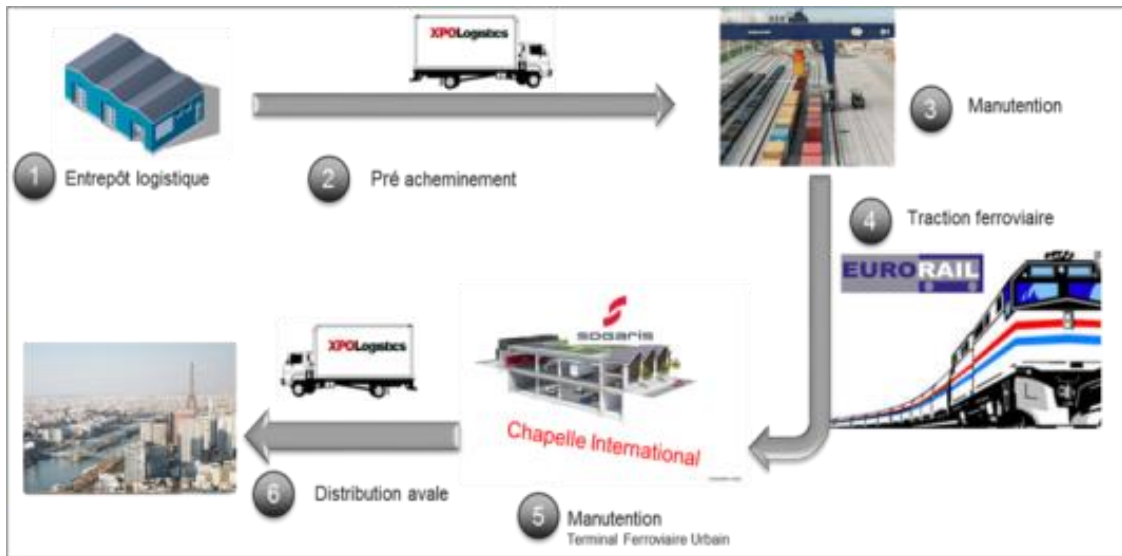 XPOLogistics
1 Entrepôt logistique
2 Pré acheminement
3 Manutention
4 Traction ferroviaire
EURORAIL
sogaris
Chapelle International
5 Manutention
Terminal Ferroviaire Urbain
XPOLogistics
6 Distribution avale